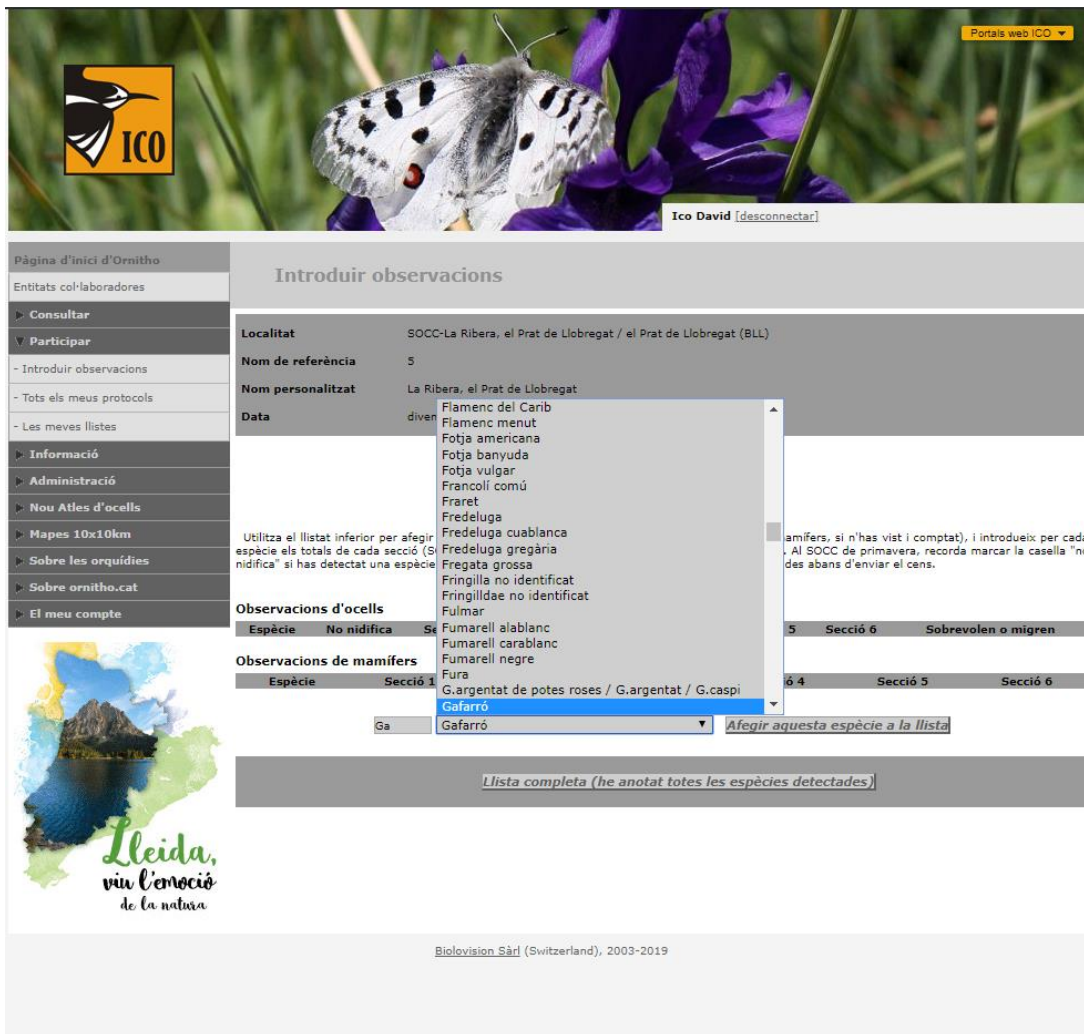 Portals web ICO
ICO
Ico David [desconnectar]
Pàgina d'inici d'Ornitho
Entitats col·laboradores
Consultar
Participar
- Introduir observacions
- Tots els meus protocols
- Les meves llistes
Informació
Administració
Nou Atles d'ocells
Mapes 10x10km
Sobre les orquídies
Sobre ornitho.cat
El meu compte
Lleida,
viu l'emoció
de la natura
Introduir observacions
Localitat SOCC-La Ribera, el Prat de Llobregat / el Prat de Llobregat (BLL)
Nom de referència 5
Nom personalitzat La Ribera, el Prat de Llobregat
Data
Flamenc del Carib
Flamenc menut
Fotja americana
Fotja banyuda
Fotja vulgar
Francolí comú
Fraret
Fredeluga
Fredeluga cuablanca
Fredeluga gregària
Fregata grossa
Fringilla no identificat
Fringilldae no identificat
Fulmar
Fumarell alablanc
Fumarell carablanc
Fumarell negre
Fura
G.argentat de potes roses / G.argentat / G.caspi
Gafarró
Utilitza el llistat inferior per afegir amífers, si n'has vist i comptat), i introdueix per cada
espècie els totals de cada secció . Al SOCC de primavera, recorda marcar la casella "no
nidifica" si has detectat una espècie des abans d'enviar el cens.
Observacions d'ocells
Espècie No nidifica 5 Secció 6 Sobrevolen o migren
Observacions de mamífers
Espècie Secció 1 4 Secció 5 Secció 6
Ga Gafarró Afegir aquesta espècie a la llista
Llista completa (he anotat totes les espècies detectades)
Biolovision Sàrl (Switzerland), 2003-2019